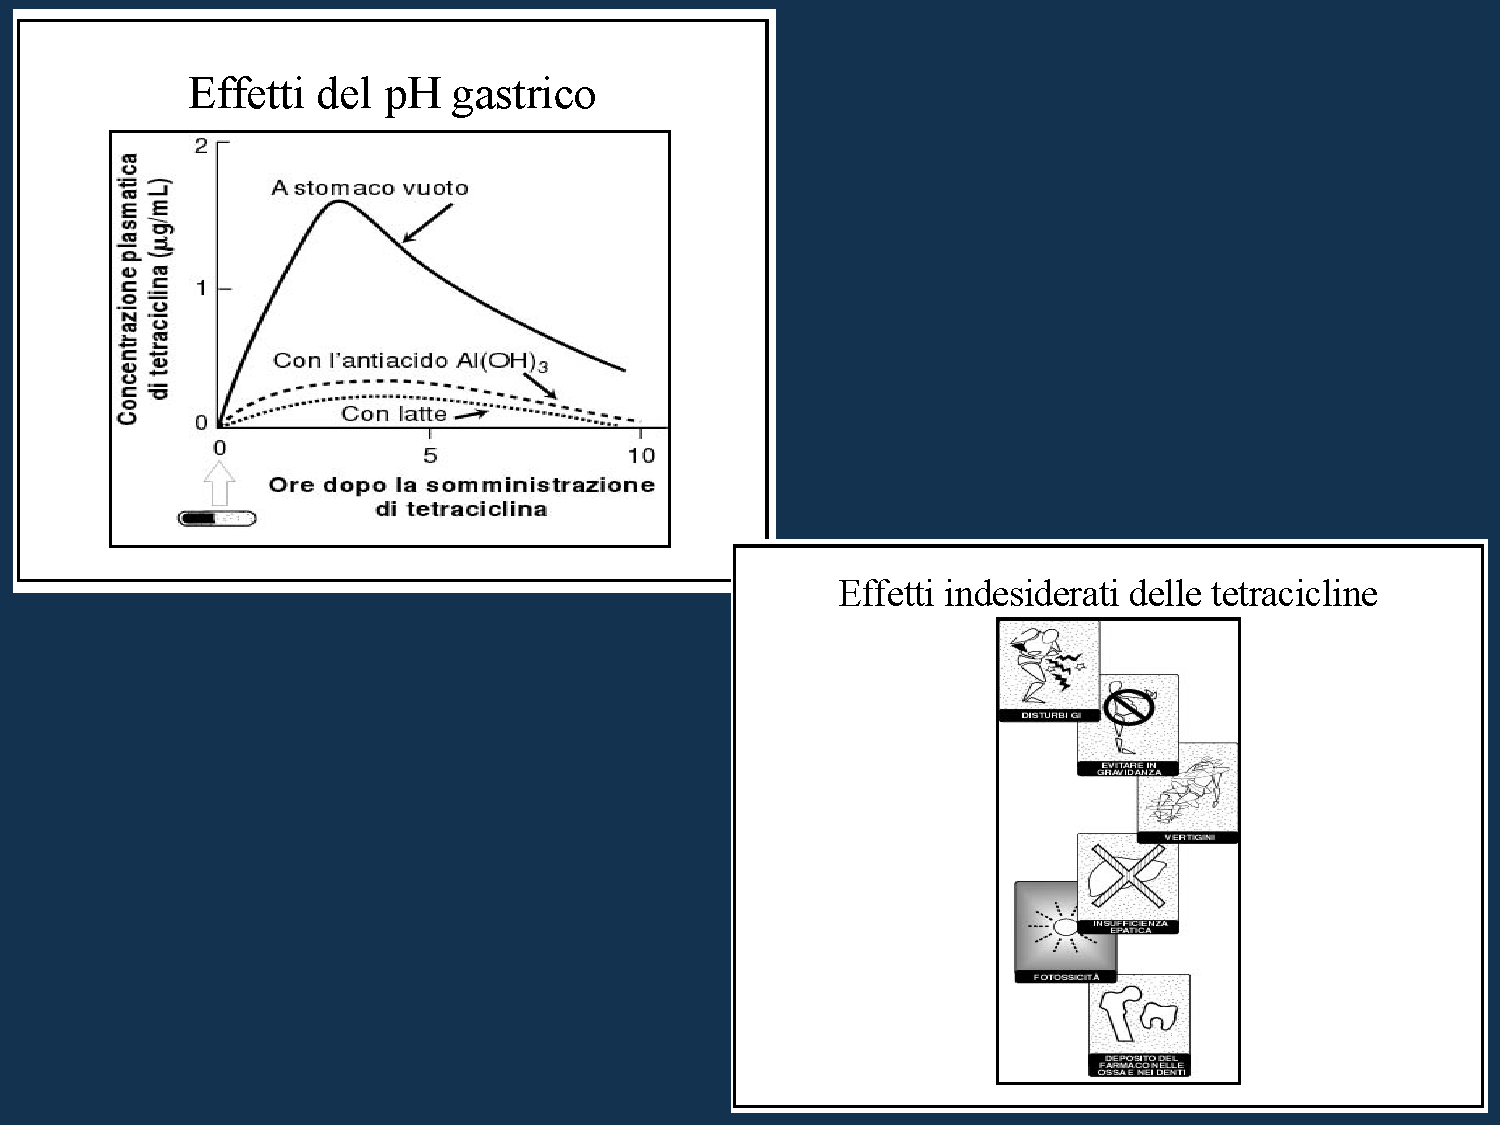 Effetti del pH gastrico
Concentrazione plasmatica
di tetraciclina (µg/mL)
2
A stomaco vuoto
1
Con l'antiacido Al(OH)3
Con latte
0
0
5
10
Ore dopo la somministrazione
di tetraciclina
Effetti indesiderati delle tetracicline
DISTURBI GI
EVITARE IN
GRAVIDANZA
VERTIGINI
INSUFFICIENZA
EPATICA
FOTOSSICITÀ
DEPOSITO DEL
FARMACO NELLE
OSSA E NEI DENTI